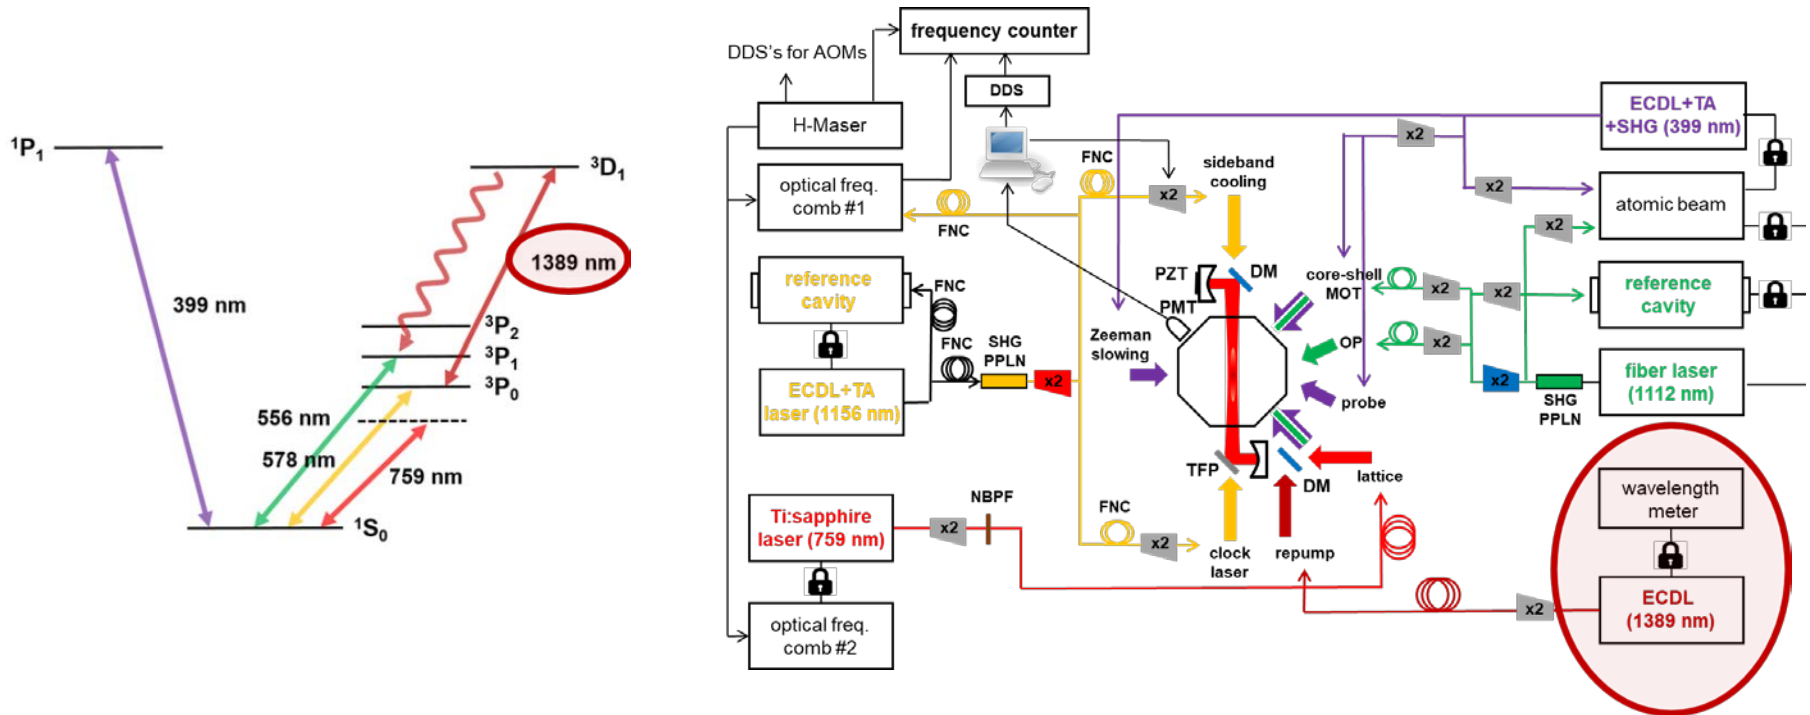 ¹P₁
³D₁
1389 nm
399 nm
³P₂
³P₁
³P₀
556 nm
578 nm
759 nm
¹S₀
frequency counter
DDS's for AOMs
DDS
H-Maser
optical freq.
comb #1
FNC
FNC
x2
sideband
cooling
reference
cavity
FNC
ECDL+TA
laser (1156 nm)
FNC
SHG
PPLN
x2
PZT
DM
PMT
Zeeman
slowing
core-shell
MOT
OP
probe
TFP
DM
lattice
clock
laser
repump
FNC
x2
Ti:sapphire
laser (759 nm)
x2
NBPF
optical freq.
comb #2
ECDL+TA
+SHG (399 nm)
x2
x2
atomic beam
x2
x2
x2
reference
cavity
x2
x2
SHG
PPLN
fiber laser
(1112 nm)
wavelength
meter
ECDL
(1389 nm)
x2